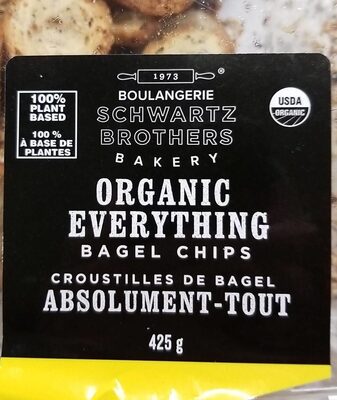 1973
®
BOULANGERIE
SCHWARTZ
BROTHERS
BAKERY
100%
PLANT
BASED
100 %
À BASE DE
PLANTES
USDA
ORGANIC
ORGANIC
EVERYTHING
BAGEL CHIPS
CROUSTILLES DE BAGEL
ABSOLUMENT-TOUT
425 g